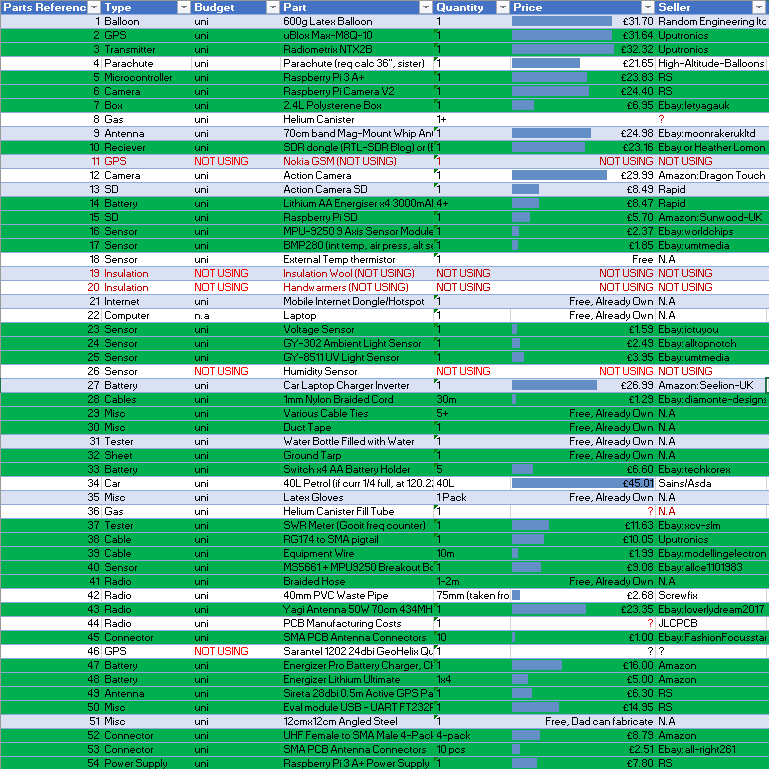 Parts Referenc Type Budget Part Quantity Price Seller
1 Balloon uni 600g Latex Balloon 1 £31.70 Random Engineering ltd
2 GPS uni uBlox Max-M8Q-10 1 £31.64 Uputronics
3 Transmitter uni Radiometrix NTX2B 1 £32.32 Uputronics
4 Parachute uni Parachute (req calc 36", sister) 1 £21.65 High-Altitude-Balloons
5 Microcontroller uni Raspberry Pi 3 A+ 1 £23.83 RS
6 Camera uni Raspberry Pi Camera V2 1 £24.40 RS
7 Box uni 2.4L Polysterene Box 1 £6.95 Ebay:letyagauk
8 Gas uni Helium Canister 1+ ?
9 Antenna uni 70cm band Mag-Mount Whip An 1 £24.98 Ebay:moonrakerukltd
10 Reciever uni SDR dongle (RTL-SDR Blog) or (E 1 £23.16 Ebay or Heather Lomon
11 GPS NOT USING Nokia GSM (NOT USING) 1 NOT USING NOT USING
12 Camera uni Action Camera 1 £29.99 Amazon:Dragon Touch
13 SD uni Action Camera SD 1 £8.49 Rapid
14 Battery uni Lithium AA Energiser x4 3000mAl 4+ £6.47 Rapid
15 SD uni Raspberry Pi SD 1 £5.70 Amazon:Sunwood-UK
16 Sensor uni MPU-9250 9 Axis Sensor Module 1 £2.37 Ebay:worldchips
17 Sensor uni BMP280 (int temp, air press, alt se 1 £1.85 Ebay:umtmedia
18 Sensor uni External Temp thermistor 1 Free N.A
19 Insulation NOT USING Insulation Wool (NOT USING) NOT USING NOT USING NOT USING
20 Insulation NOT USING Handwarmers (NOT USING) NOT USING NOT USING NOT USING
21 Internet uni Mobile Internet Dongle/Hotspot 1 Free, Already Own N.A
22 Computer n.a Laptop 1 Free, Already Own N.A
23 Sensor uni Voltage Sensor 1 £1.59 Ebay:ictuyou
24 Sensor uni GY-302 Ambient Light Sensor 1 £2.49 Ebay:alltopnotch
25 Sensor uni GY-8511 UV Light Sensor 1 £3.95 Ebay:umtmedia
26 Sensor NOT USING Humidity Sensor 1 NOT USING NOT USING
27 Battery uni Car Laptop Charger Inverter 1 £26.99 Amazon:Seelion-UK
28 Cables uni 1mm Nylon Braided Cord 30m £1.29 Ebay:diamonte-designs
29 Misc uni Various Cable Ties 5+ Free, Already Own N.A
30 Misc uni Duct Tape 1 Free, Already Own N.A
31 Tester uni Water Bottle Filled with Water 1 Free, Already Own N.A
32 Sheet uni Ground Tarp 1 Free, Already Own N.A
33 Battery uni Switch x4 AA Battery Holder 5 £6.60 Ebay:techkorex
34 Car uni 40L Petrol (if curr 1/4 full, at 120.2 40L £45.01 Sains/Asda
35 Misc uni Latex Gloves 1 Pack Free, Already Own N.A
36 Gas uni Helium Canister Fill Tube 1 ? N.A
37 Tester uni SWR Meter (Gooit freq counter) 1 £11.63 Ebay:xcv-slm
38 Cable uni RG174 to SMA pigtail 1 £10.05 Uputronics
39 Cable uni Equipment Wire 10m £1.99 Ebay:modellingelectron
40 Sensor uni MS5661 + MPU9250 Breakout Bo 1 £9.08 Ebay:alice1101983
41 Radio uni Braided Hose 1-2m Free, Already Own N.A
42 Radio uni 40mm PVC Waste Pipe 75mm (taken fro £2.68 Screwfix
43 Radio uni Yagi Antenna 50W 70cm 434MH 1 £23.35 Ebay:loverlydream2017
44 Radio uni PCB Manufacturing Costs 1 ? JLCPCB
45 Connector uni SMA PCB Antenna Connectors 10 £1.00 Ebay:FashionFocusstar
46 GPS NOT USING Sarantel 1202 24dbi GeoHelix Qu 1 ? ?
47 Battery uni Energizer Pro Battery Charger, Ch 1 £16.00 Amazon
48 Battery uni Energizer Lithium Ultimate 1x4 £5.00 Amazon
49 Antenna uni Sireta 28dbi 0.5m Active GPS Pa 1 £6.30 RS
50 Misc uni Eval module USB - UART FT232F 1 £14.95 RS
51 Misc uni 12cmx12cm Angled Steel 1 Free, Dad can fabricate N.A
52 Connector uni UHF Female to SMA Male 4-Pack 4-pack £8.79 Amazon
53 Connector uni SMA PCB Antenna Connectors 10 pcs £2.51 Ebay:all-right261
54 Power Supply uni Raspberry Pi 3 A+ Power Supply 1 £7.80 RS